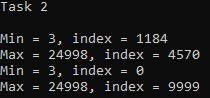 Task 2
Min = 3, index = 1184
Max = 24998, index = 4570
Min = 3, index = 0
Max = 24998, index = 9999